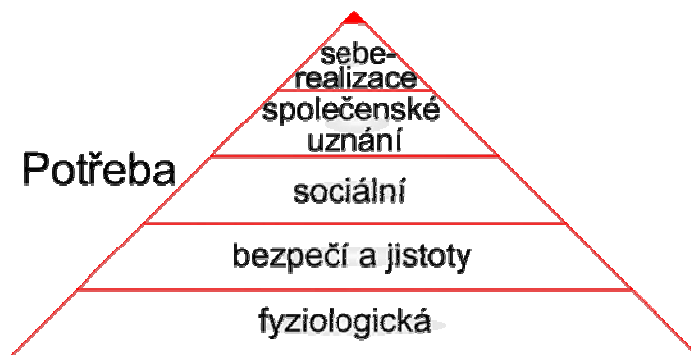 sebe-
realizace
společenské
uznání
Potřeba
sociální
bezpečí a jistoty
fyziologická